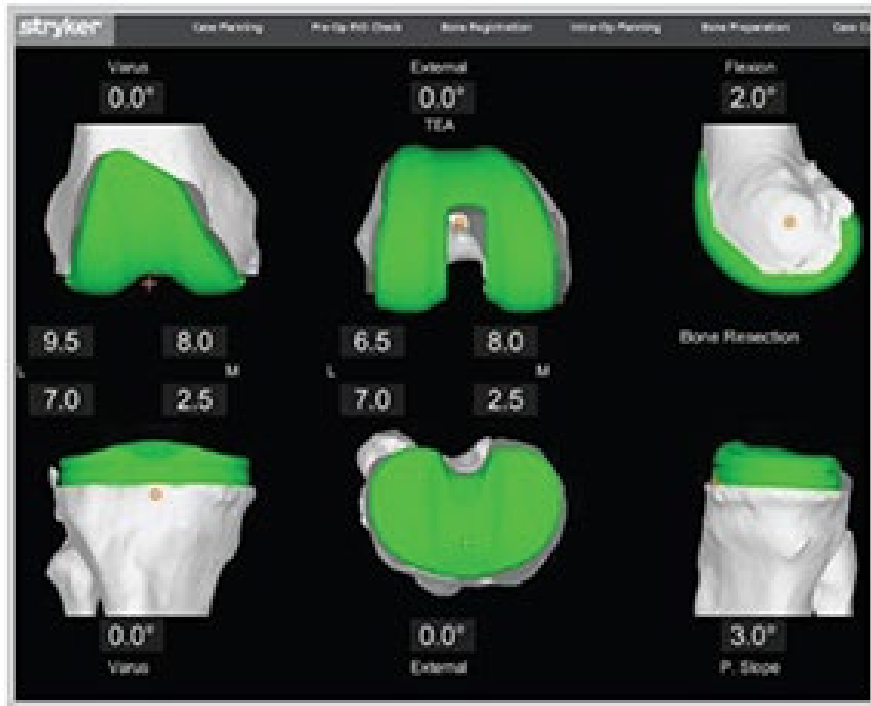 stryker
Case Planning Pre-Op RIO Check Bone Registration Intra-Op Planning Bone Preparation Case
Varus External Flexion
0.0° 0.0° 2.0°
TEA
9.5 8.0 6.5 8.0
Bone Resection
L M L M
7.0 2.5 7.0 2.5
0.0° 0.0° 3.0°
Varus External P. Slope